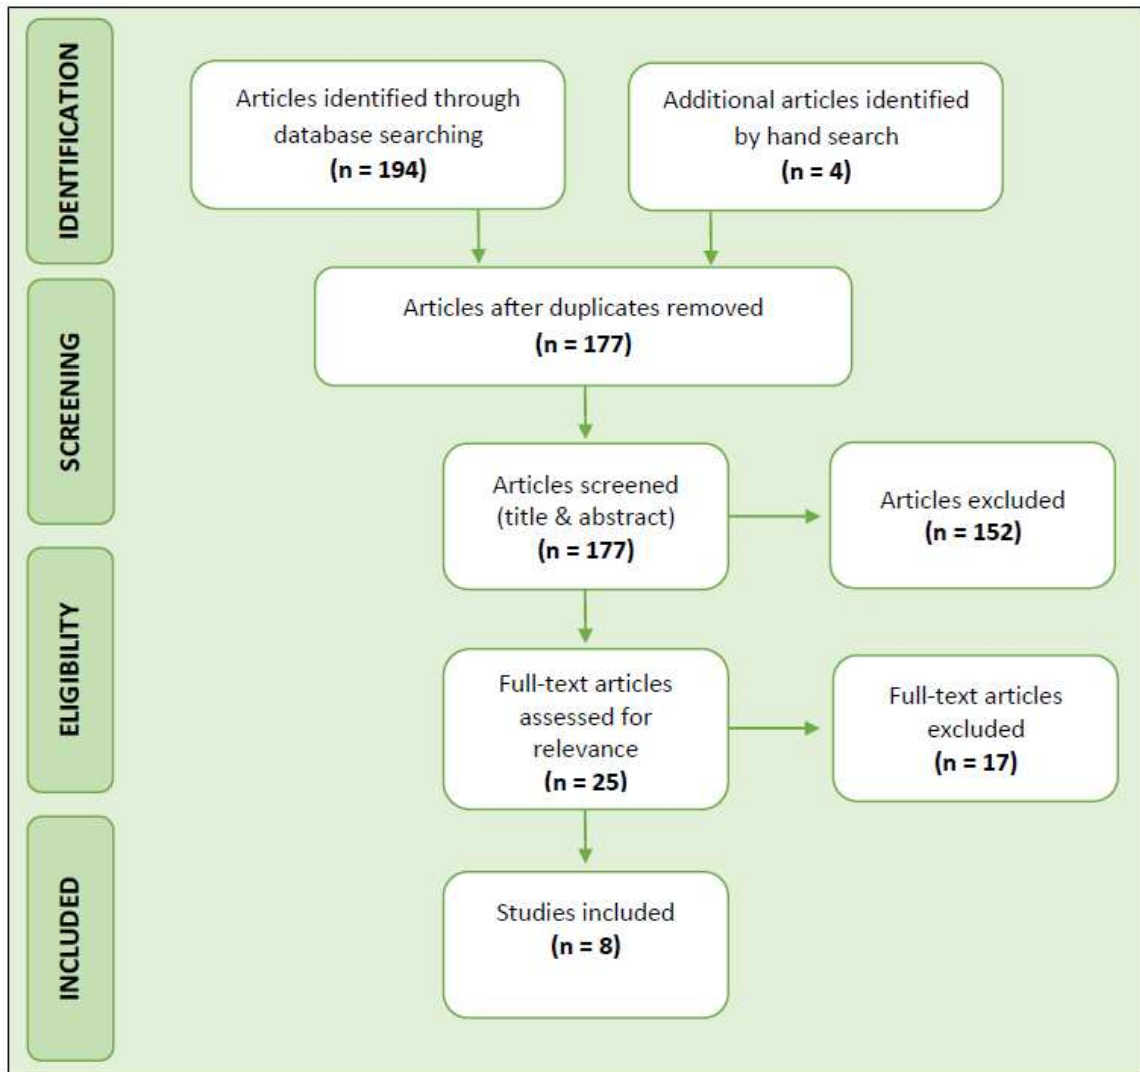 IDENTIFICATION
Articles identified through
database searching
(n = 194)
Additional articles identified
by hand search
(n = 4)
SCREENING
Articles after duplicates removed
(n = 177)
Articles screened
(title & abstract)
(n = 177)
Articles excluded
(n = 152)
ELIGIBILITY
Full-text articles
assessed for
relevance
(n = 25)
Full-text articles
excluded
(n = 17)
INCLUDED
Studies included
(n = 8)